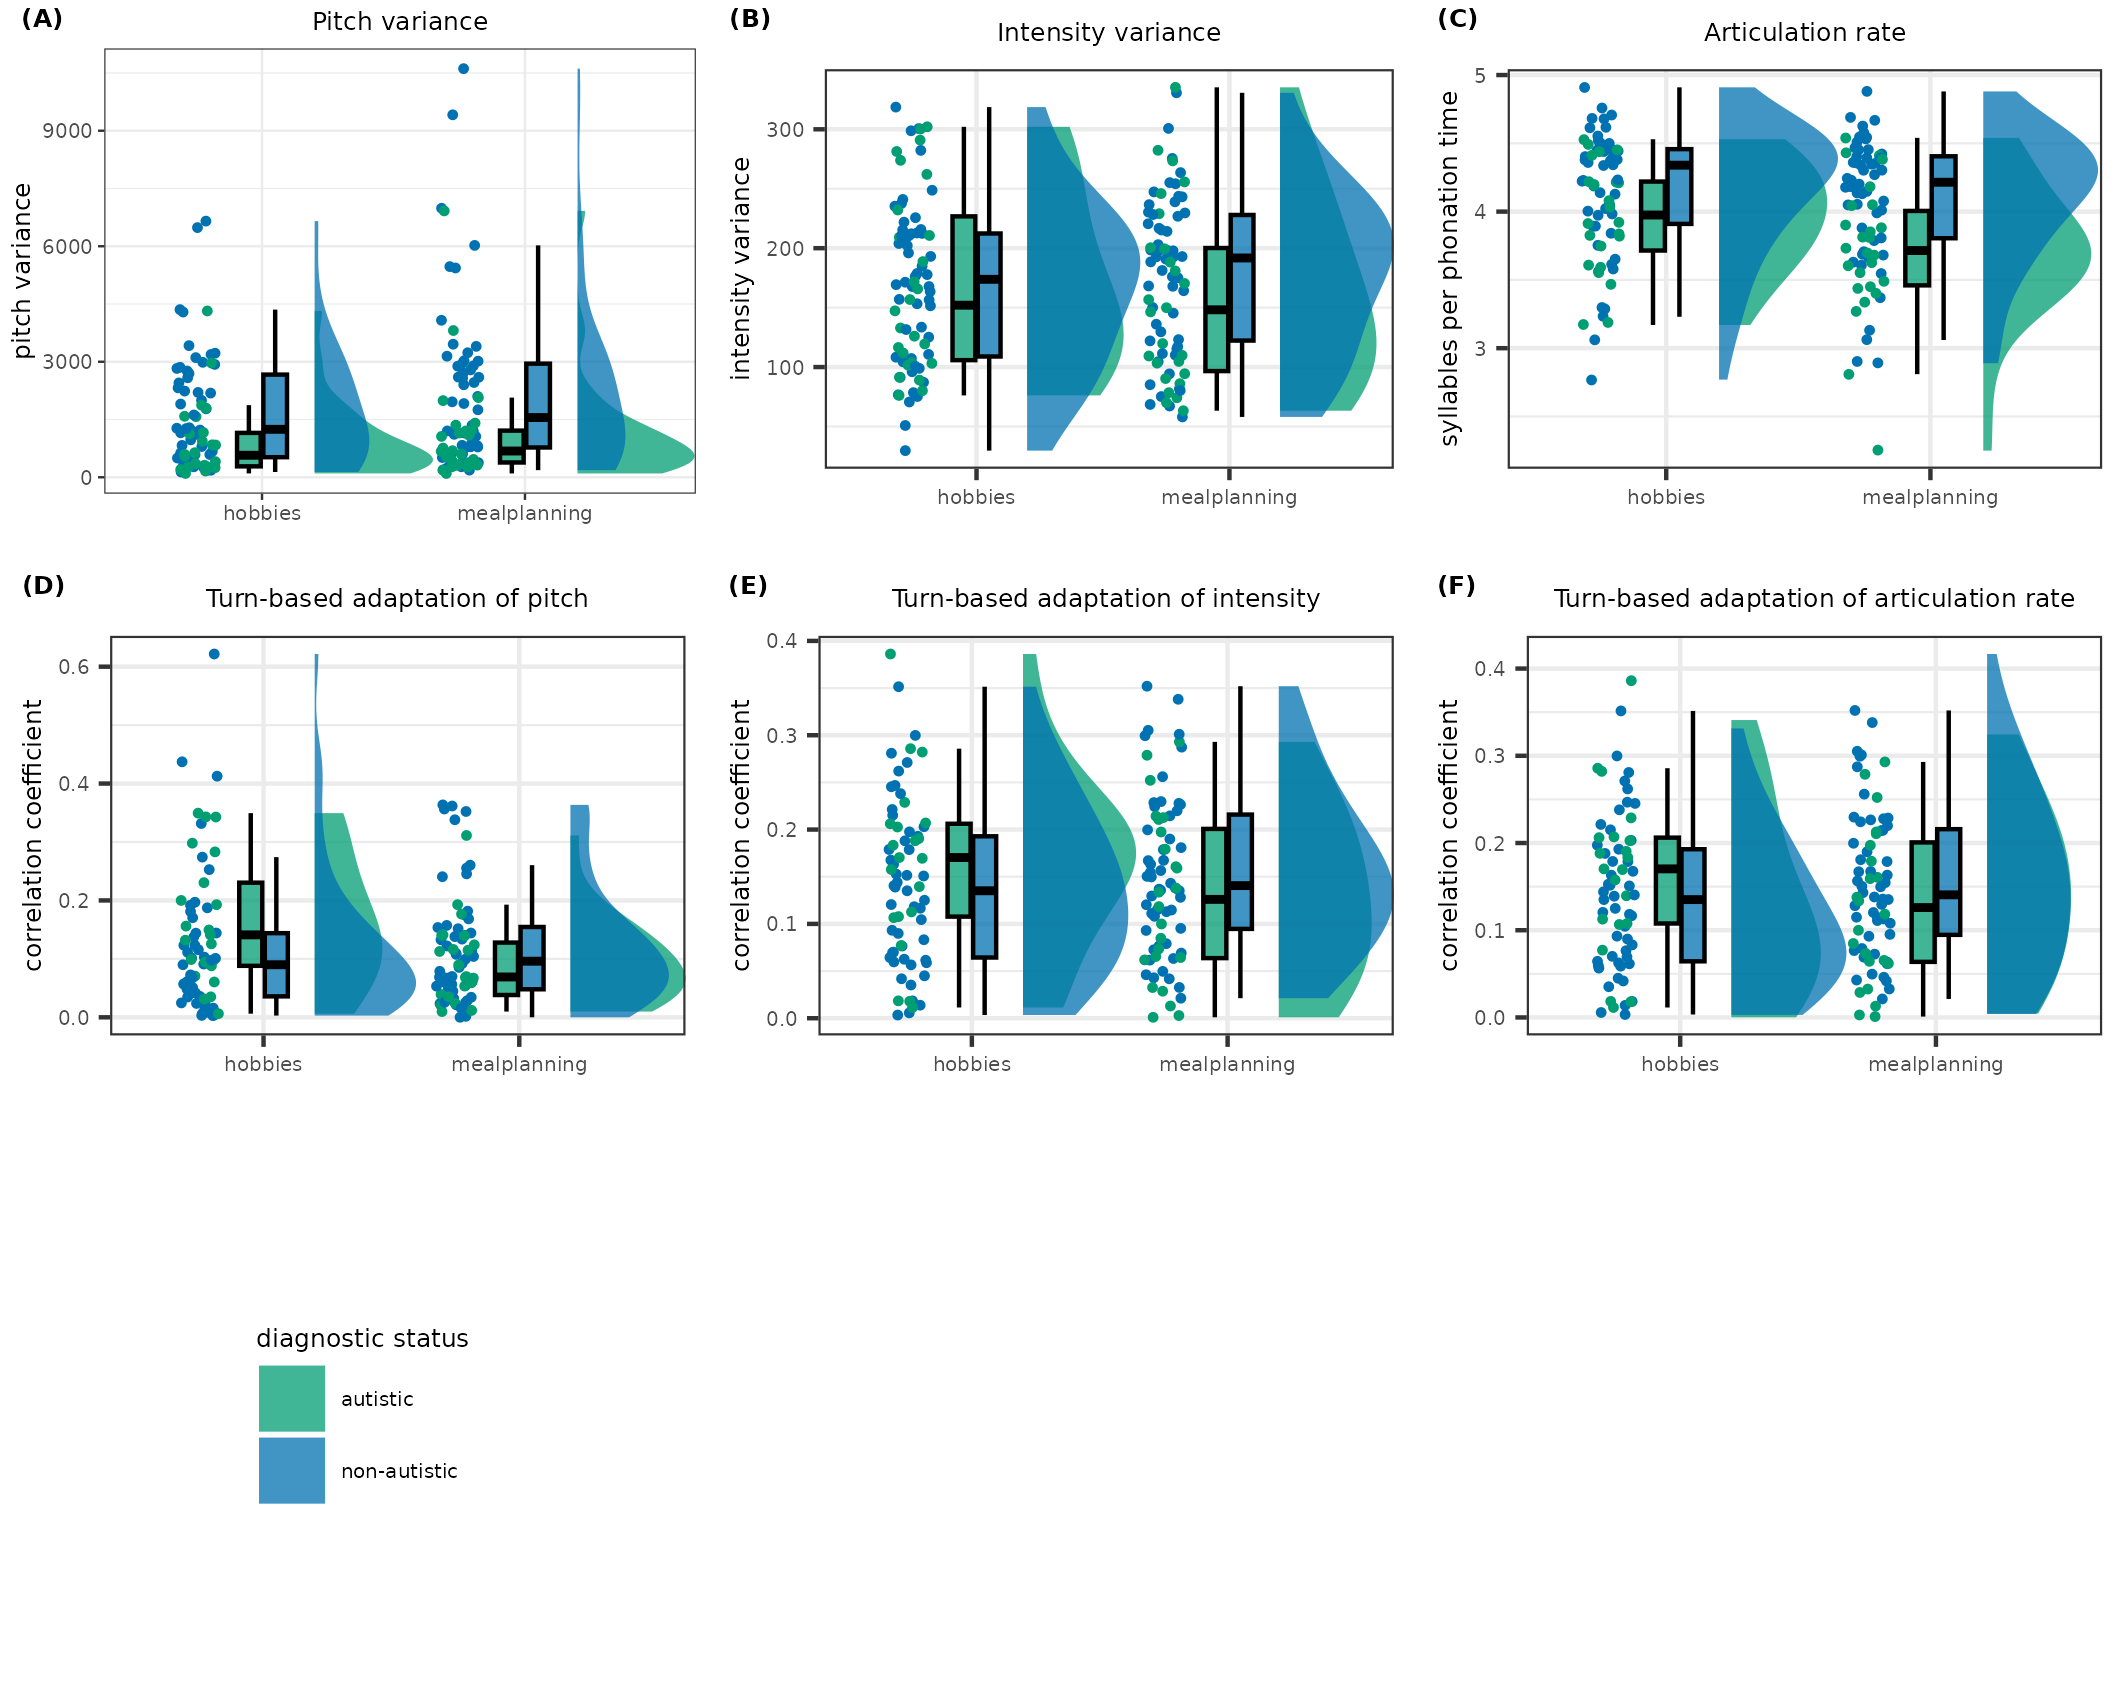 (A)
Pitch variance
pitch variance
9000
6000
3000
0
hobbies
mealplanning
(B)
Intensity variance
intensity variance
300
200
100
hobbies
mealplanning
(C)
Articulation rate
syllables per phonation time
5
4
3
hobbies
mealplanning
(D)
Turn-based adaptation of pitch
correlation coefficient
0.6
0.4
0.2
0.0
hobbies
mealplanning
(E)
Turn-based adaptation of intensity
correlation coefficient
0.4
0.3
0.2
0.1
0.0
hobbies
mealplanning
(F)
Turn-based adaptation of articulation rate
correlation coefficient
0.4
0.3
0.2
0.1
0.0
hobbies
mealplanning
diagnostic status
autistic
non-autistic